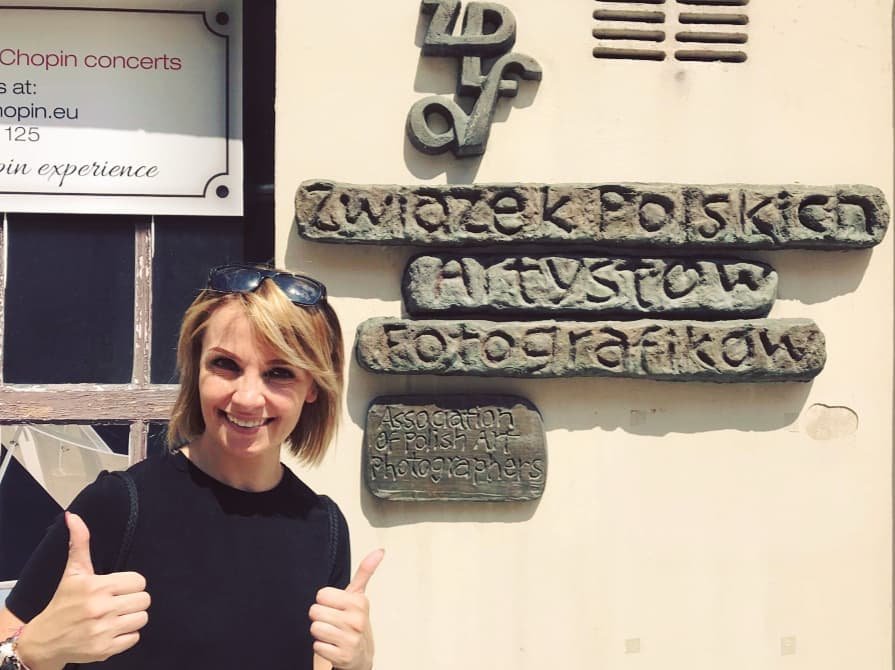 Chopin concerts
s at:
hopin.eu
125
pin experience
ZPAF
Związek Polskich
Artystów
Fotografików
Association
of Polish Art
photographers